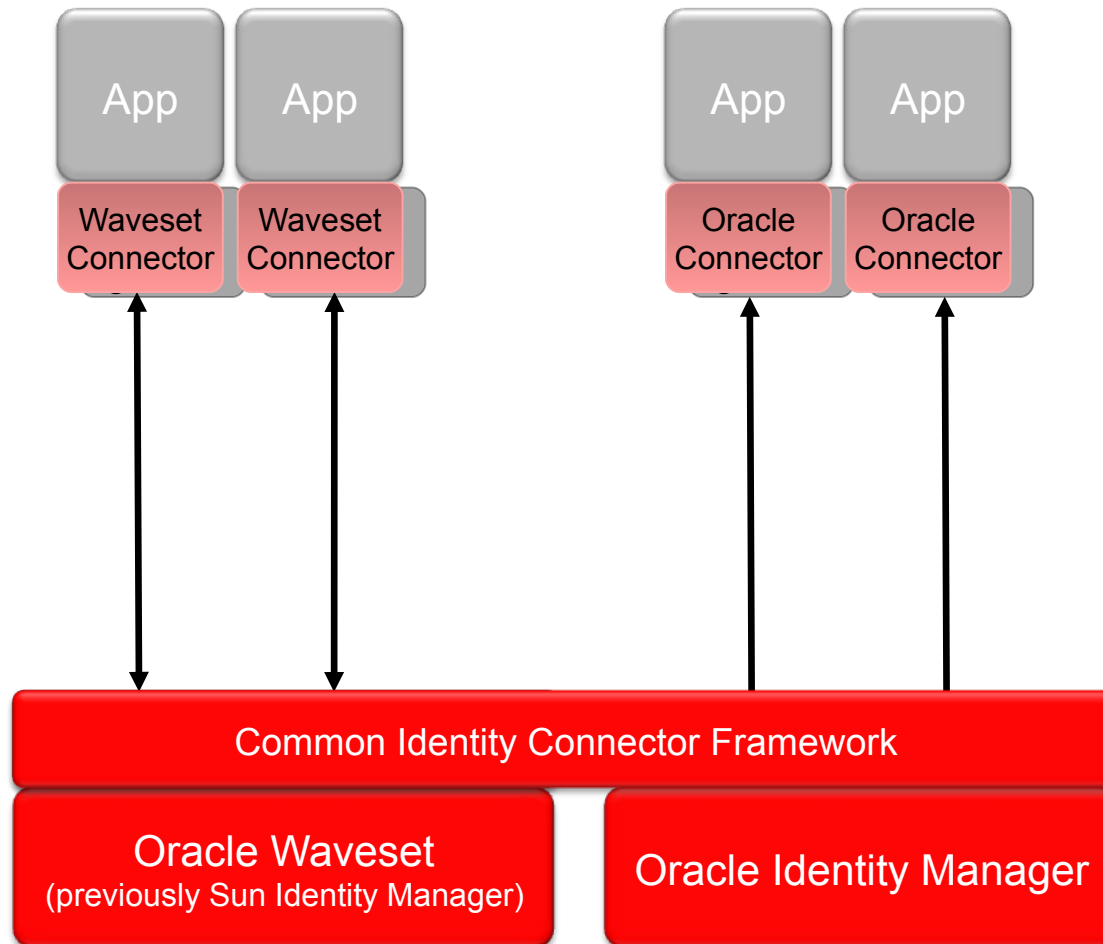 App
App
App
App
Waveset
Connector
Waveset
Connector
Oracle
Connector
Oracle
Connector
Common Identity Connector Framework
Oracle Waveset
(previously Sun Identity Manager)
Oracle Identity Manager